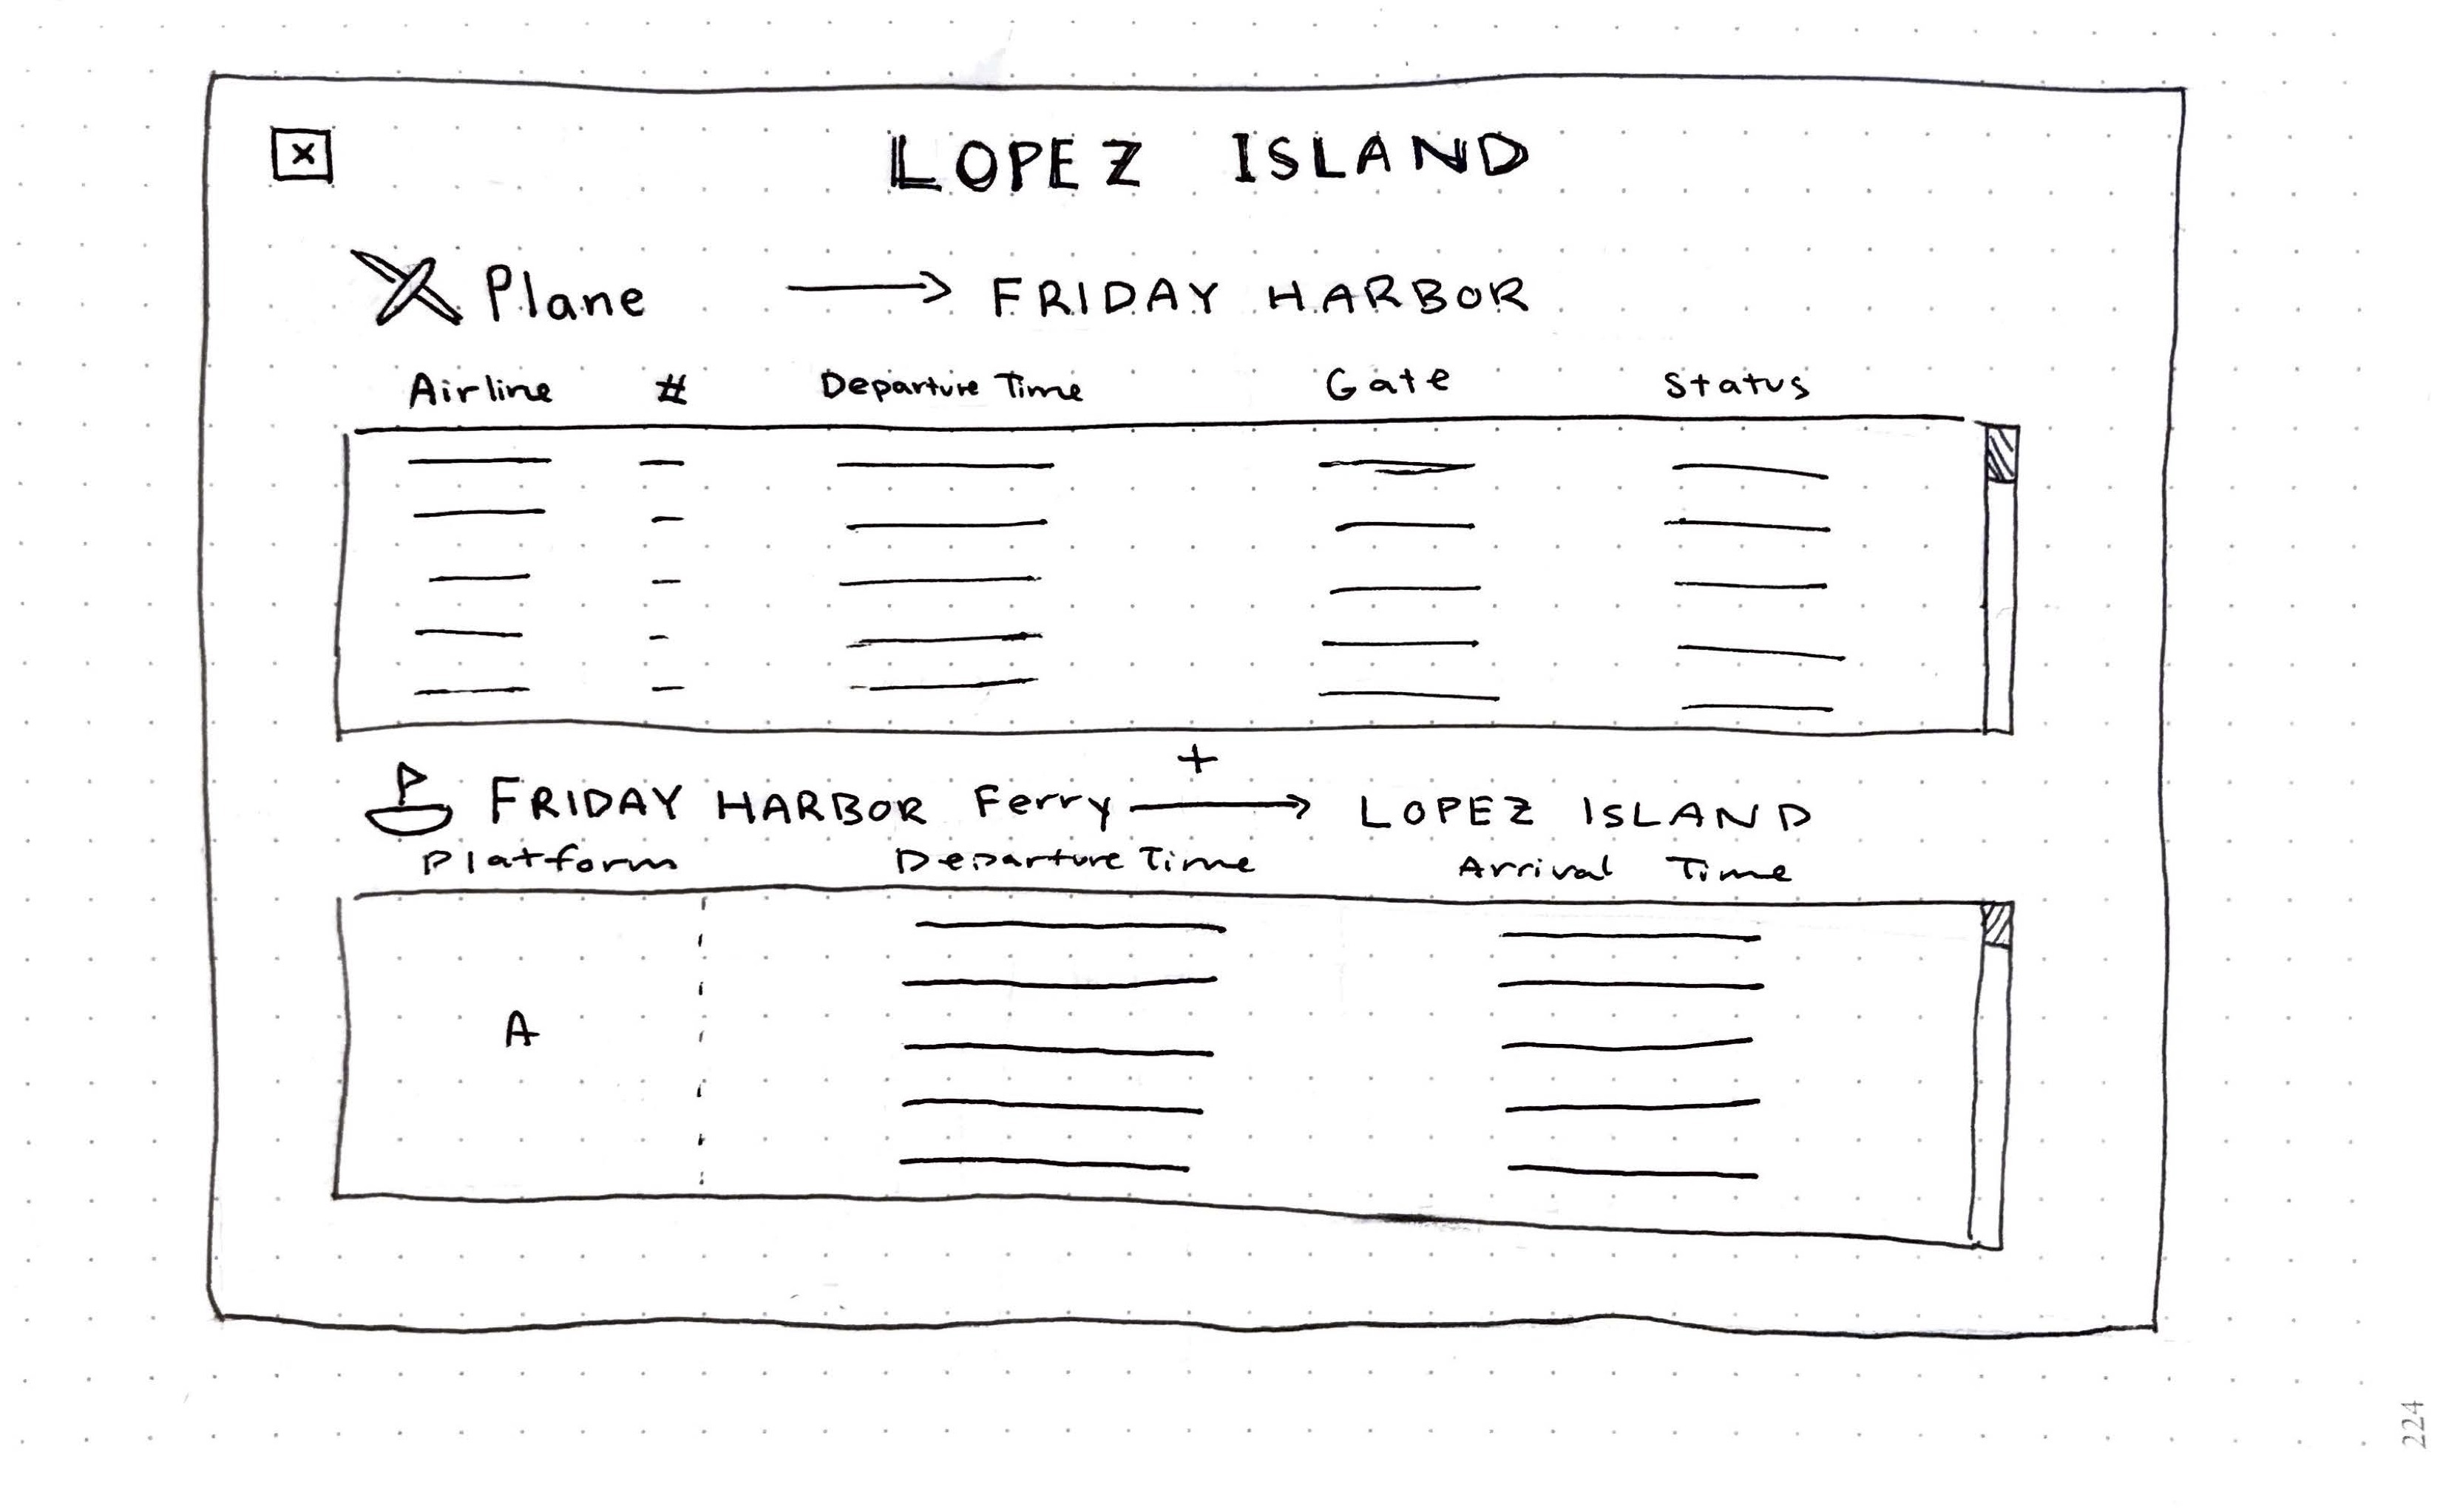 x
LOPEZ ISLAND
Plane → FRIDAY HARBOR
Airline # Departure Time Gate Status
+
FRIDAY HARBOR Ferry → LOPEZ ISLAND
Platform Departure Time Arrival Time
A
224